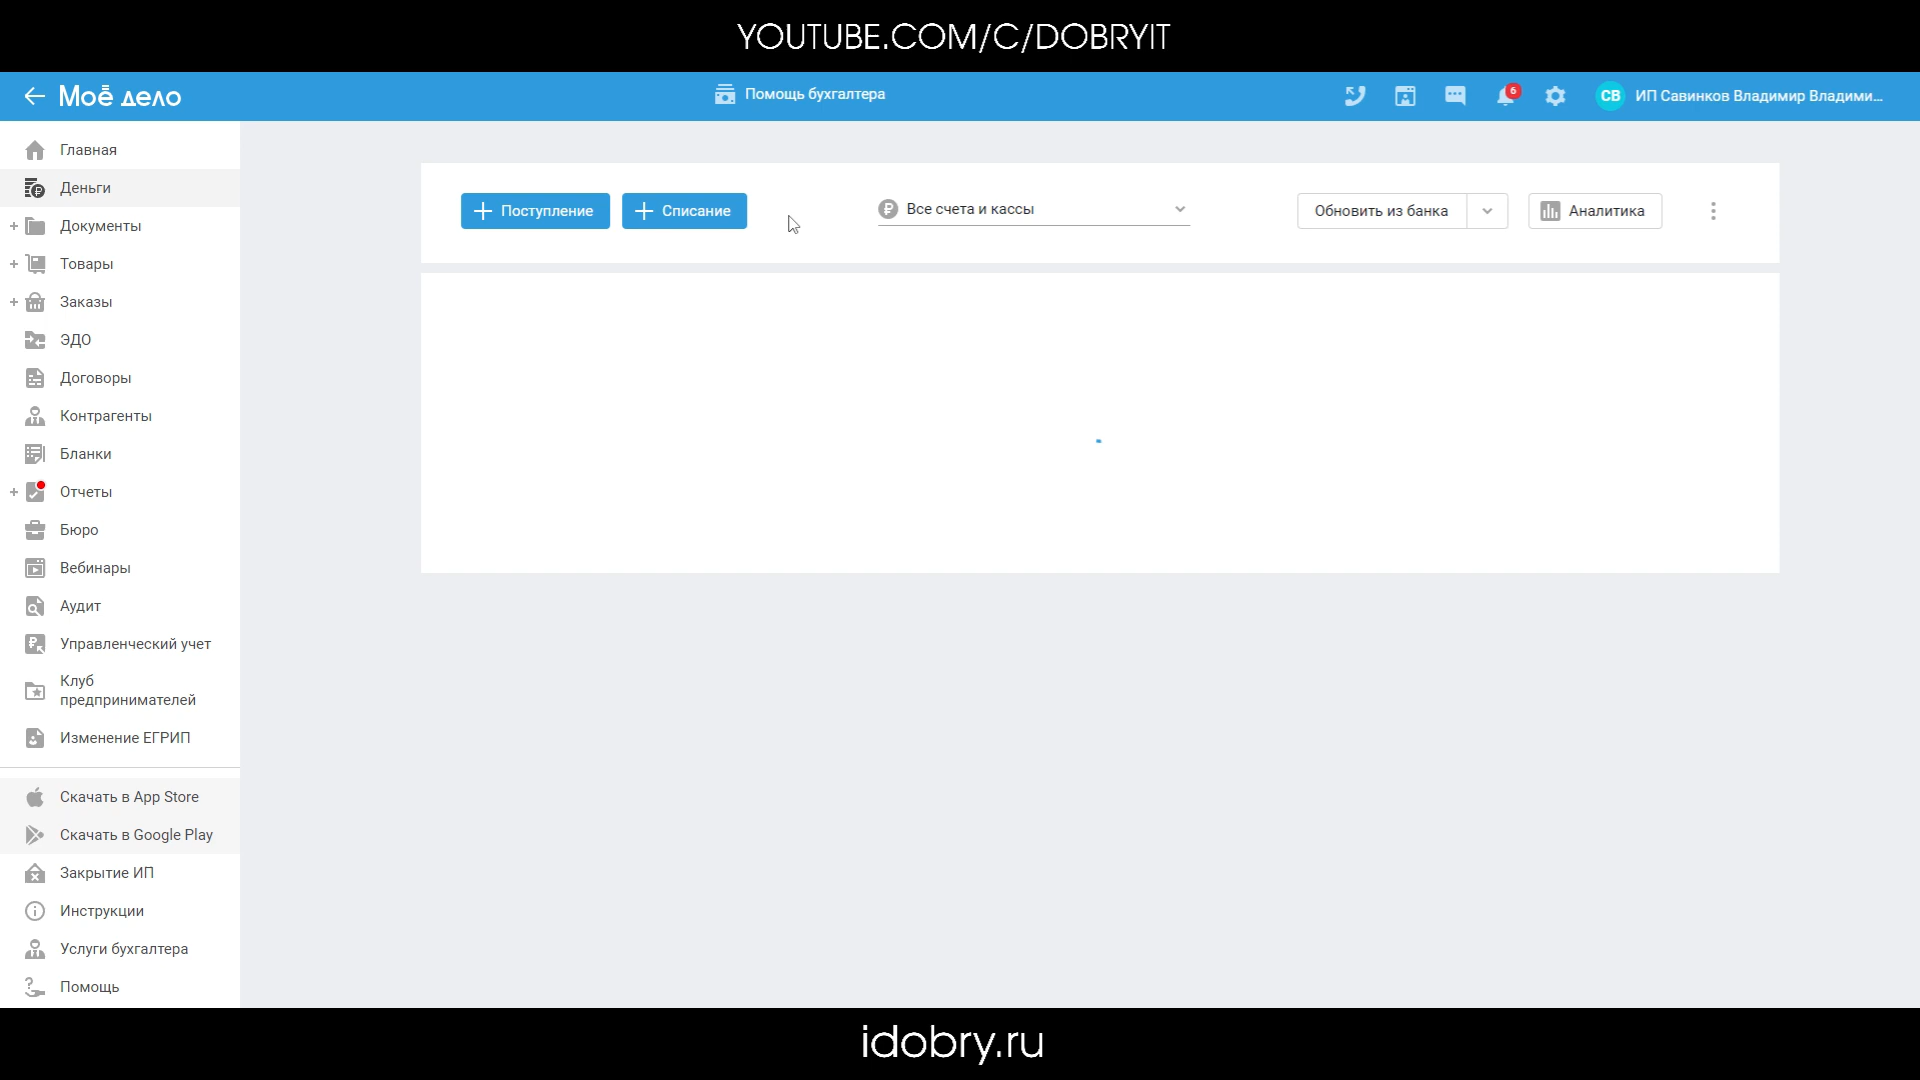 YOUTUBE.COM/C/DOBRYIT
Моё дело
Помощь бухгалтера
6
СВ
ИП Савинков Владимир Владими...
Главная
Деньги
Документы
Товары
Заказы
ЭДО
Договоры
Контрагенты
Бланки
Отчеты
Бюро
Вебинары
Аудит
Управленческий учет
Клуб
предпринимателей
Изменение ЕГРИП
Скачать в App Store
Скачать в Google Play
Закрытие ИП
Инструкции
Услуги бухгалтера
Помощь
Поступление
Списание
Все счета и кассы
Обновить из банка
Аналитика
idobry.ru